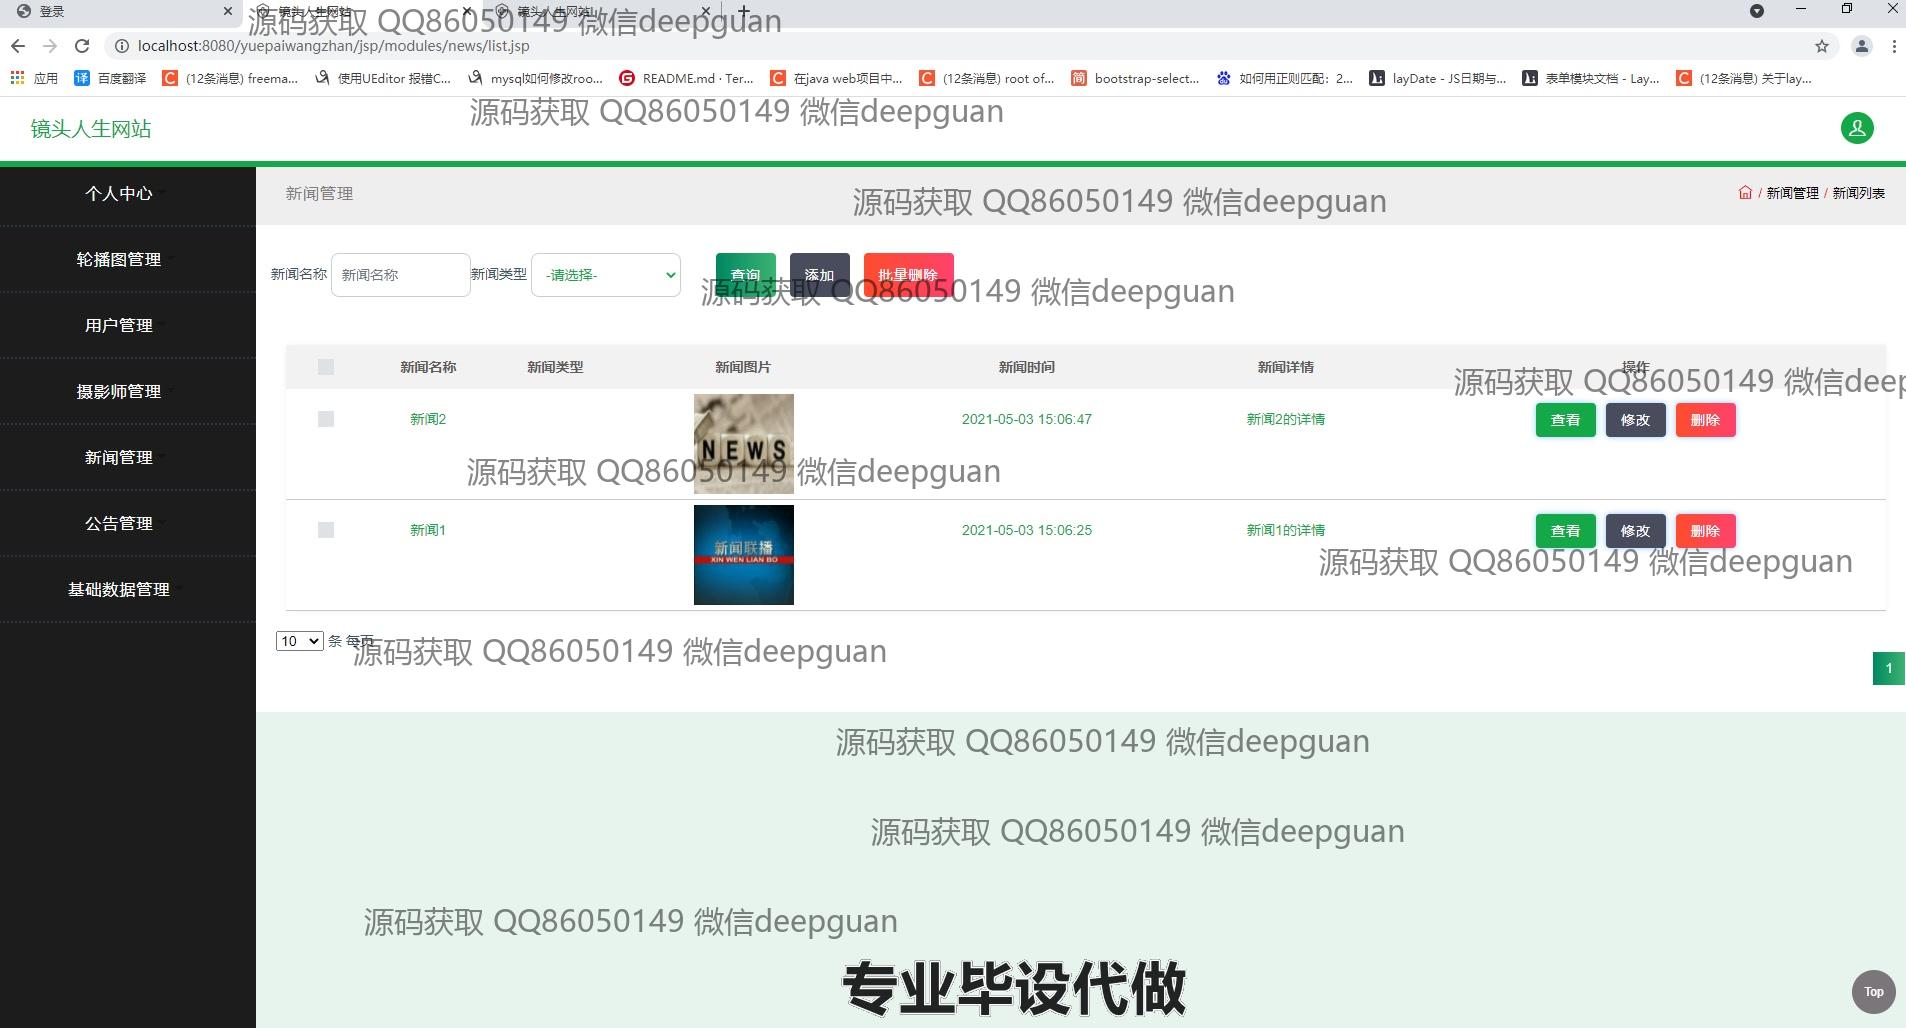 登录
镜头人生网站
镜头人生网站
源码获取 QQ86050149 微信deepguan
localhost:8080/yuepaiwangzhan/jsp/modules/news/list.jsp
应用 百度翻译 (12条消息) freema... 使用UEditor 报错C... mysql如何修改roo... README.md · Ter... 在java web项目中... (12条消息) root of... bootstrap-select... 如何用正则匹配：2... layDate - JS日期与... 表单模块文档 - Lay... (12条消息) 关于lay...
源码获取 QQ86050149 微信deepguan
镜头人生网站
个人中心
轮播图管理
用户管理
摄影师管理
新闻管理
公告管理
基础数据管理
新闻管理
源码获取 QQ86050149 微信deepguan
/ 新闻管理 / 新闻列表
新闻名称 新闻名称 新闻类型 -请选择- 查询 添加 批量删除
源码获取 QQ86050149 微信deepguan
新闻名称 新闻类型 新闻图片 新闻时间 新闻详情 操作
源码获取 QQ86050149 微信deep
新闻2 2021-05-03 15:06:47 新闻2的详情 查看 修改 删除
NEWS
源码获取 QQ86050149 微信deepguan
新闻1 2021-05-03 15:06:25 新闻1的详情 查看 修改 删除
新闻联播
XIN WEN LIAN BO
源码获取 QQ86050149 微信deepguan
10 条 每页
源码获取 QQ86050149 微信deepguan
1
源码获取 QQ86050149 微信deepguan
源码获取 QQ86050149 微信deepguan
源码获取 QQ86050149 微信deepguan
专业毕设代做
Top